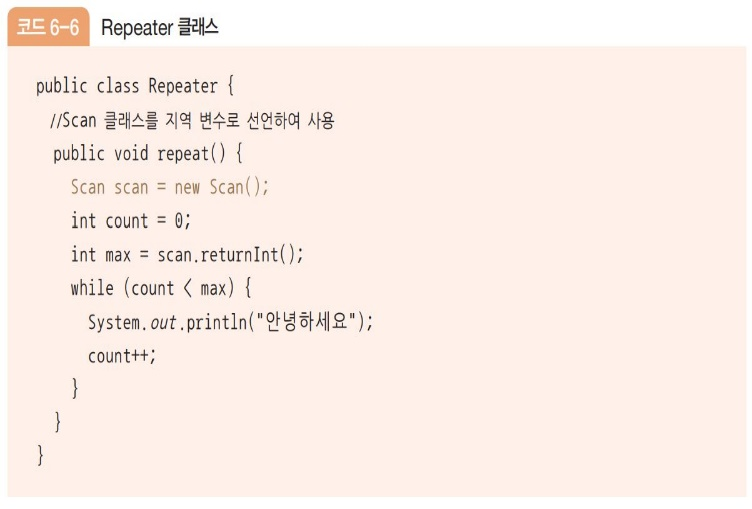 코드 6-6 Repeater 클래스
public class Repeater {
//Scan 클래스를 지역 변수로 선언하여 사용
public void repeat() {
Scan scan = new Scan();
int count = 0;
int max = scan.returnInt();
while (count < max) {
System.out.println("안녕하세요");
count++;
}
}
}